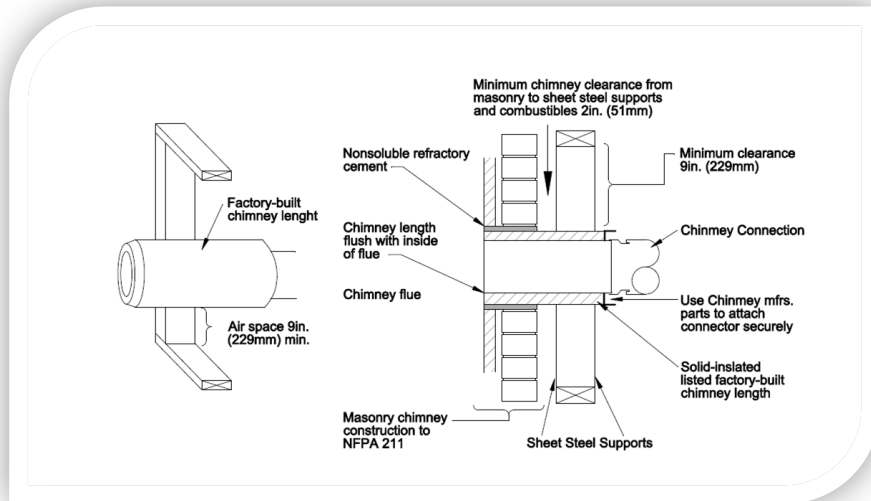 Factory-built
chimney lenght
Air space 9in.
(229mm) min.
Minimum chimney clearance from
masonry to sheet steel supports
and combustibles 2in. (51mm)
Nonsoluble refractory
cement
Chimney length
flush with inside
of flue
Chimney flue
Masonry chimney
construction to
NFPA 211
Minimum clearance
9in. (229mm)
Chinmey Connection
Use Chinmey mfrs.
parts to attach
connector securely
Solid-inslated
listed factory-built
chimney length
Sheet Steel Supports